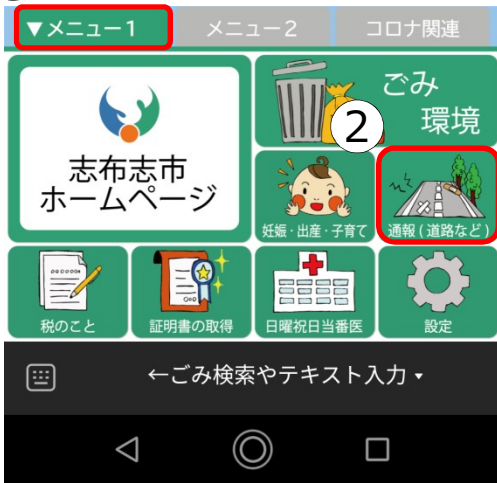 ▼メニュー1
メニュー2
コロナ関連
志布志市
ホームページ
ごみ
環境
2
妊娠・出産・子育て
通報(道路など)
税のこと
証明書の取得
日曜祝日当番医
設定
←ごみ検索やテキスト入力▾